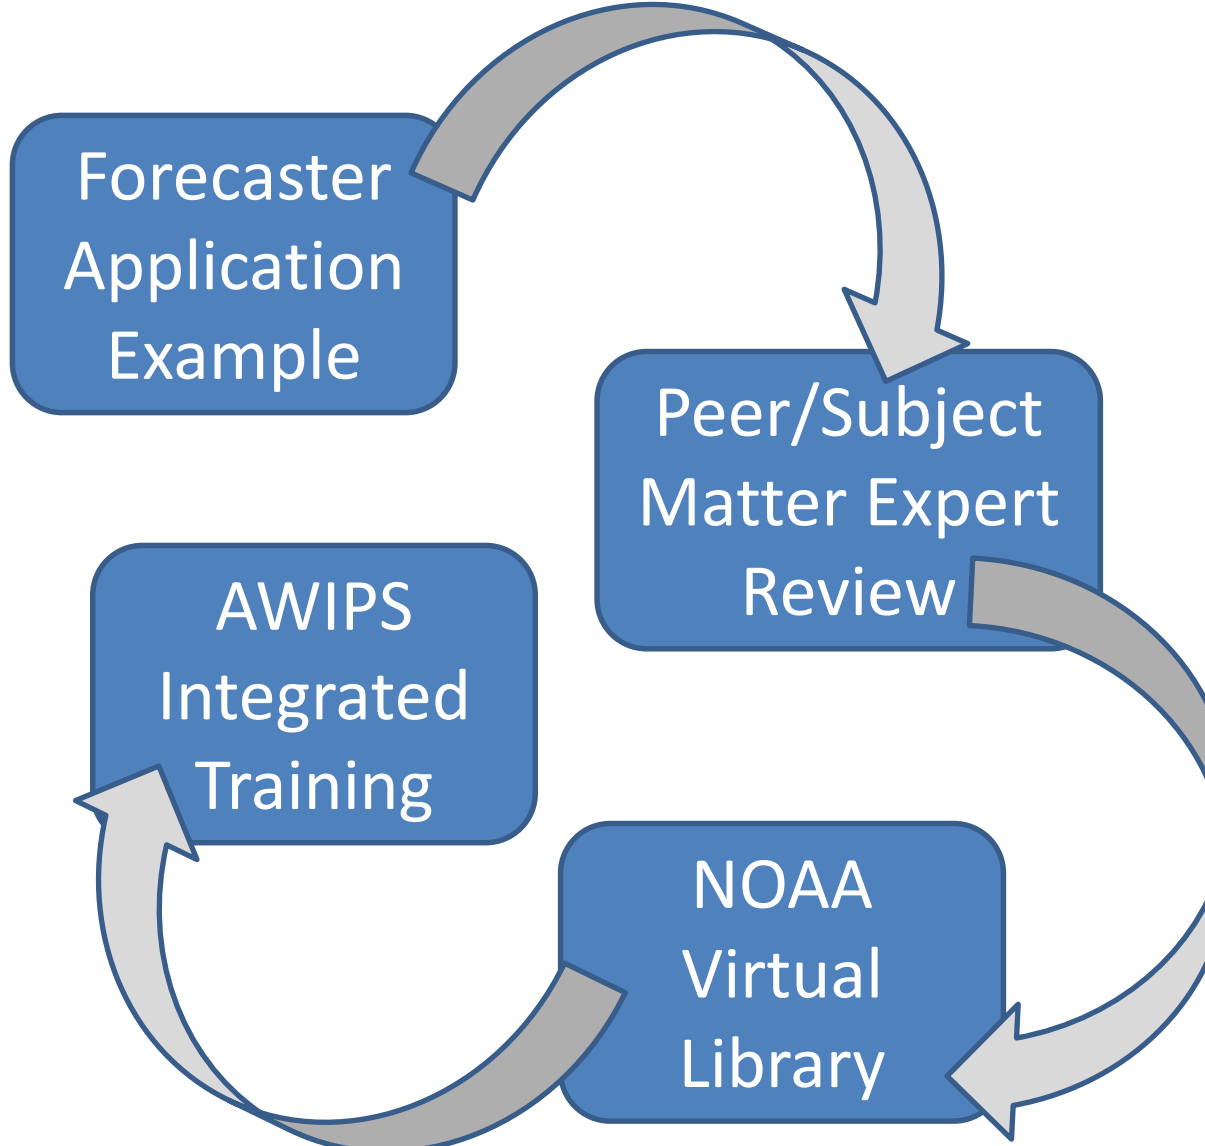 Forecaster
Application
Example
Peer/Subject
Matter Expert
Review
AWIPS
Integrated
Training
NOAA
Virtual
Library